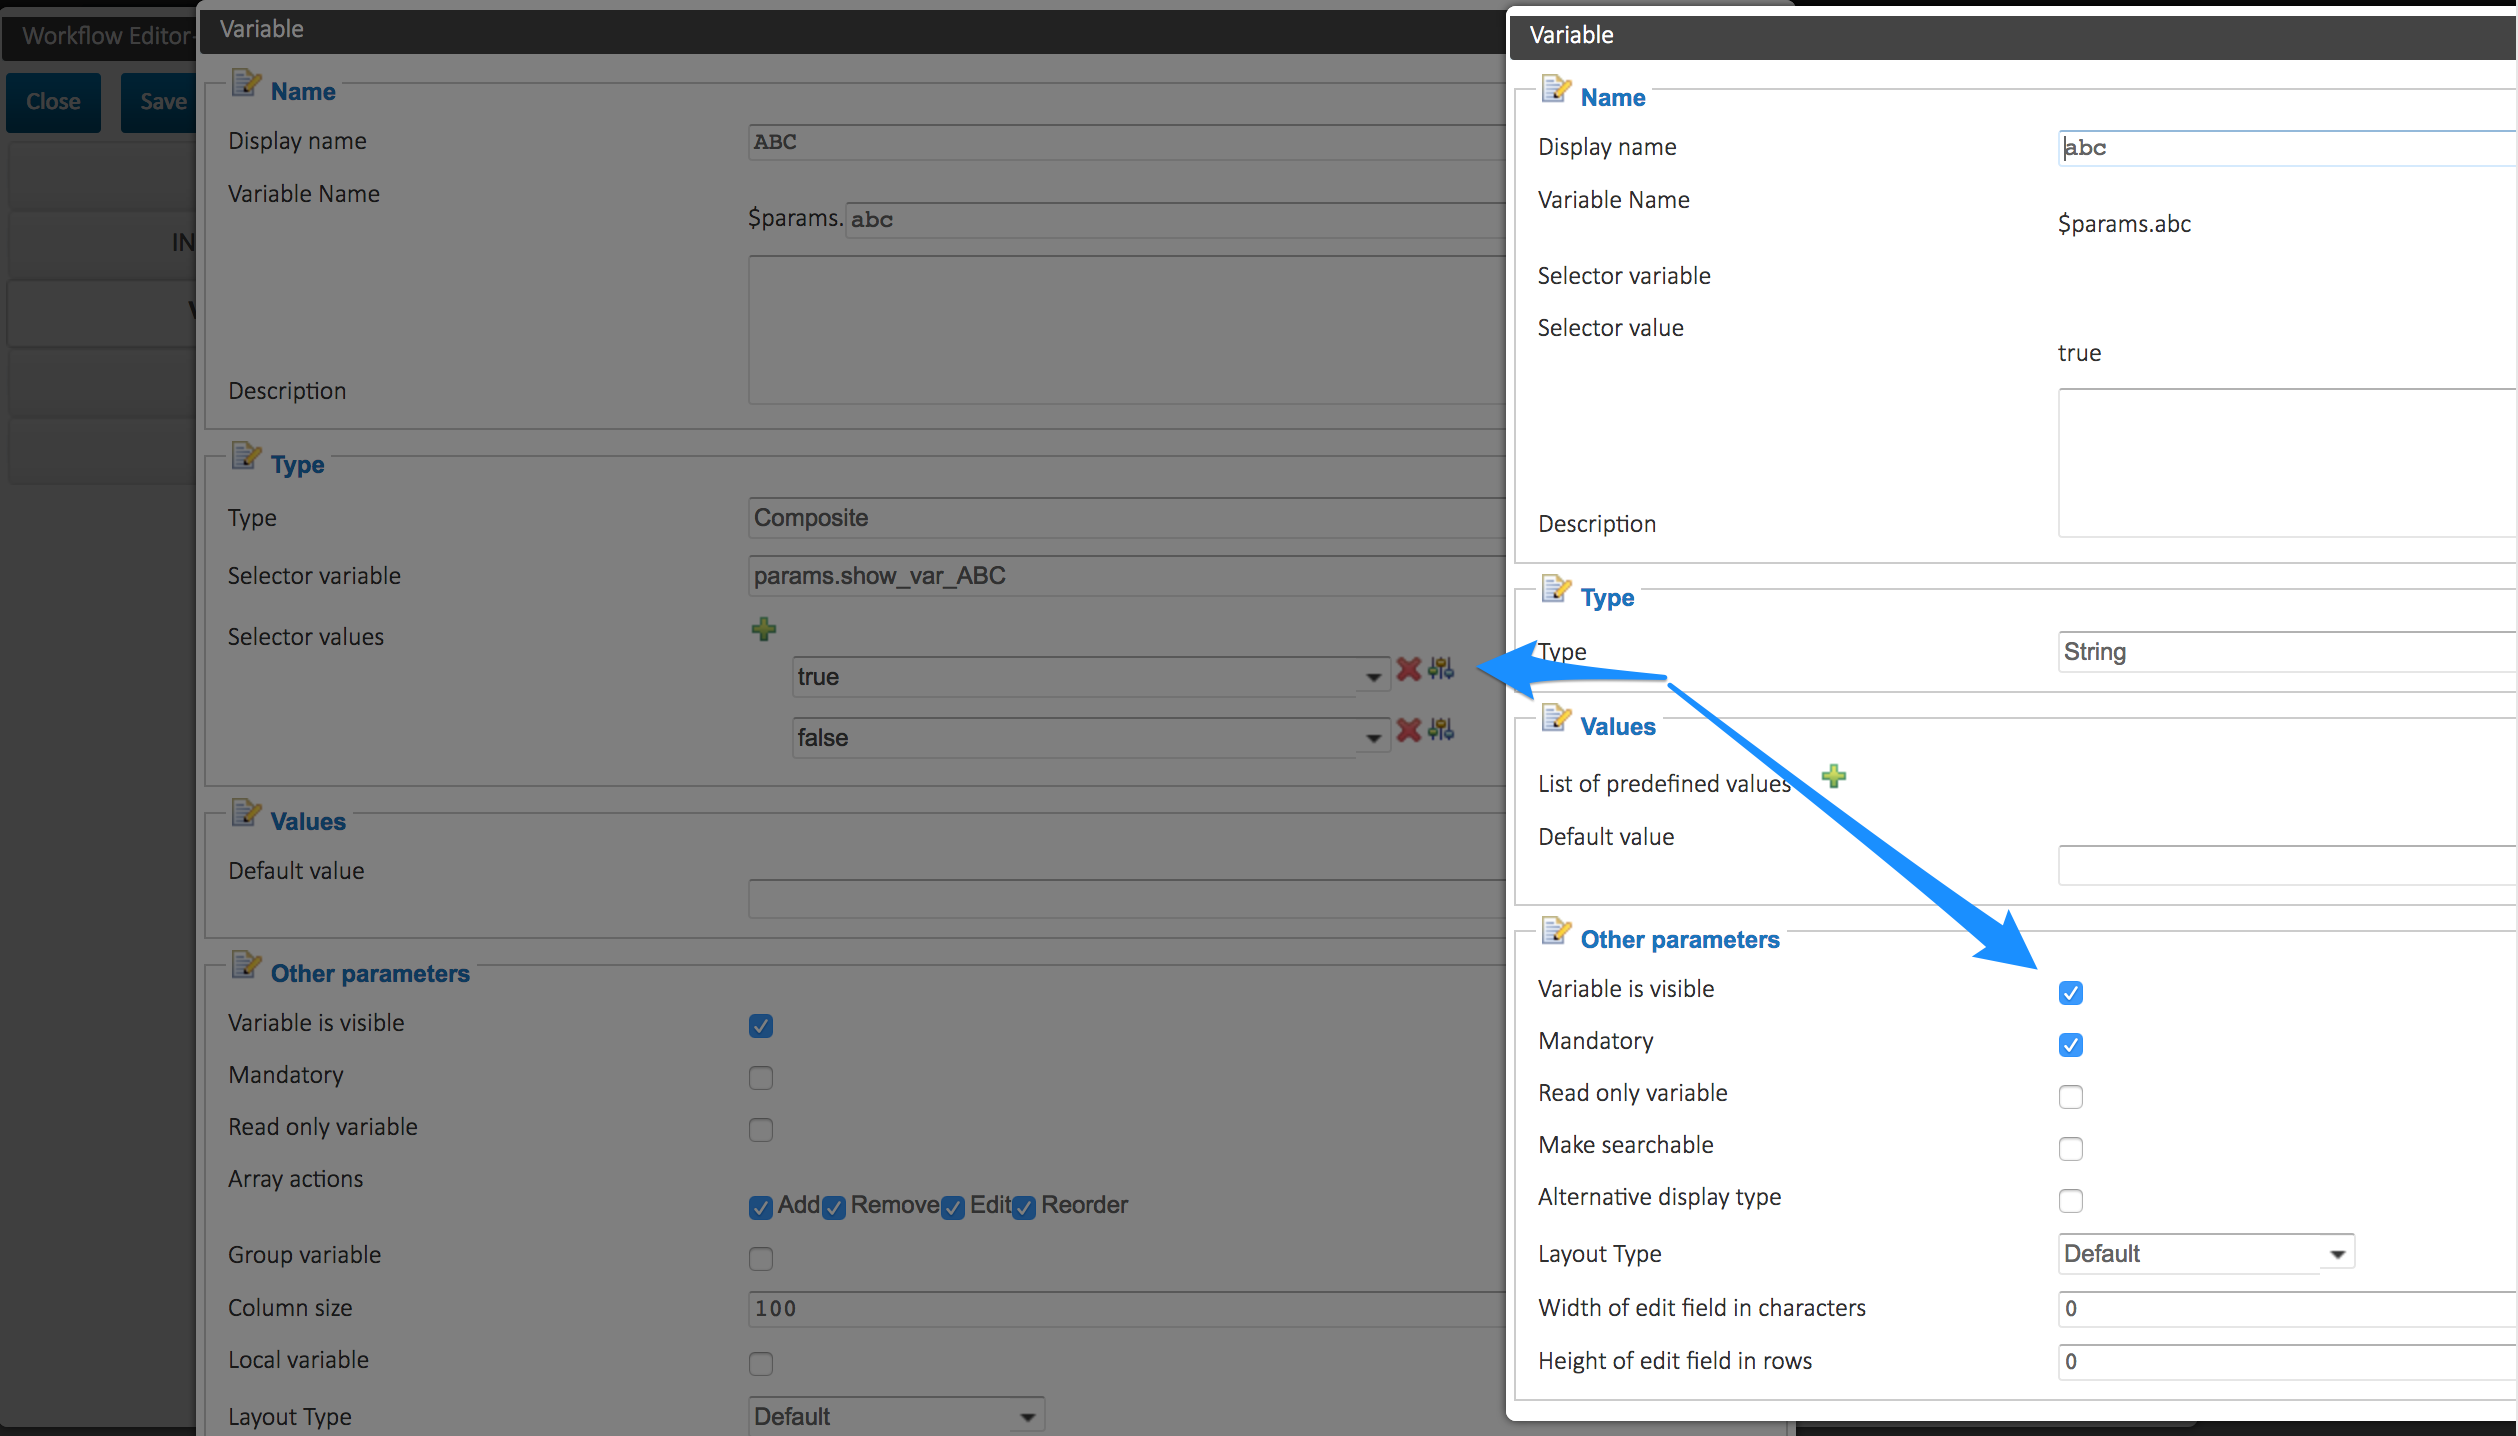 Workflow Editor-
Close
Save
IN
Variable
Name
Display name
ABC
Variable Name
$params.
abc
Description
Type
Type
Composite
Selector variable
params.show_var_ABC
Selector values
true
false
Values
Default value
Other parameters
Variable is visible
Mandatory
Read only variable
Array actions
Add Remove Edit Reorder
Group variable
Column size
100
Local variable
Layout Type
Default
Variable
Name
Display name
abc
Variable Name
$params.abc
Selector variable
Selector value
true
Description
Type
Type
String
Values
List of predefined values
Default value
Other parameters
Variable is visible
Mandatory
Read only variable
Make searchable
Alternative display type
Layout Type
Default
Width of edit field in characters
0
Height of edit field in rows
0